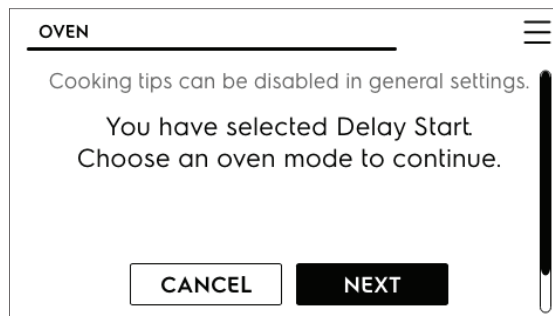 OVEN
Cooking tips can be disabled in general settings.
You have selected Delay Start.
Choose an oven mode to continue.
CANCEL NEXT